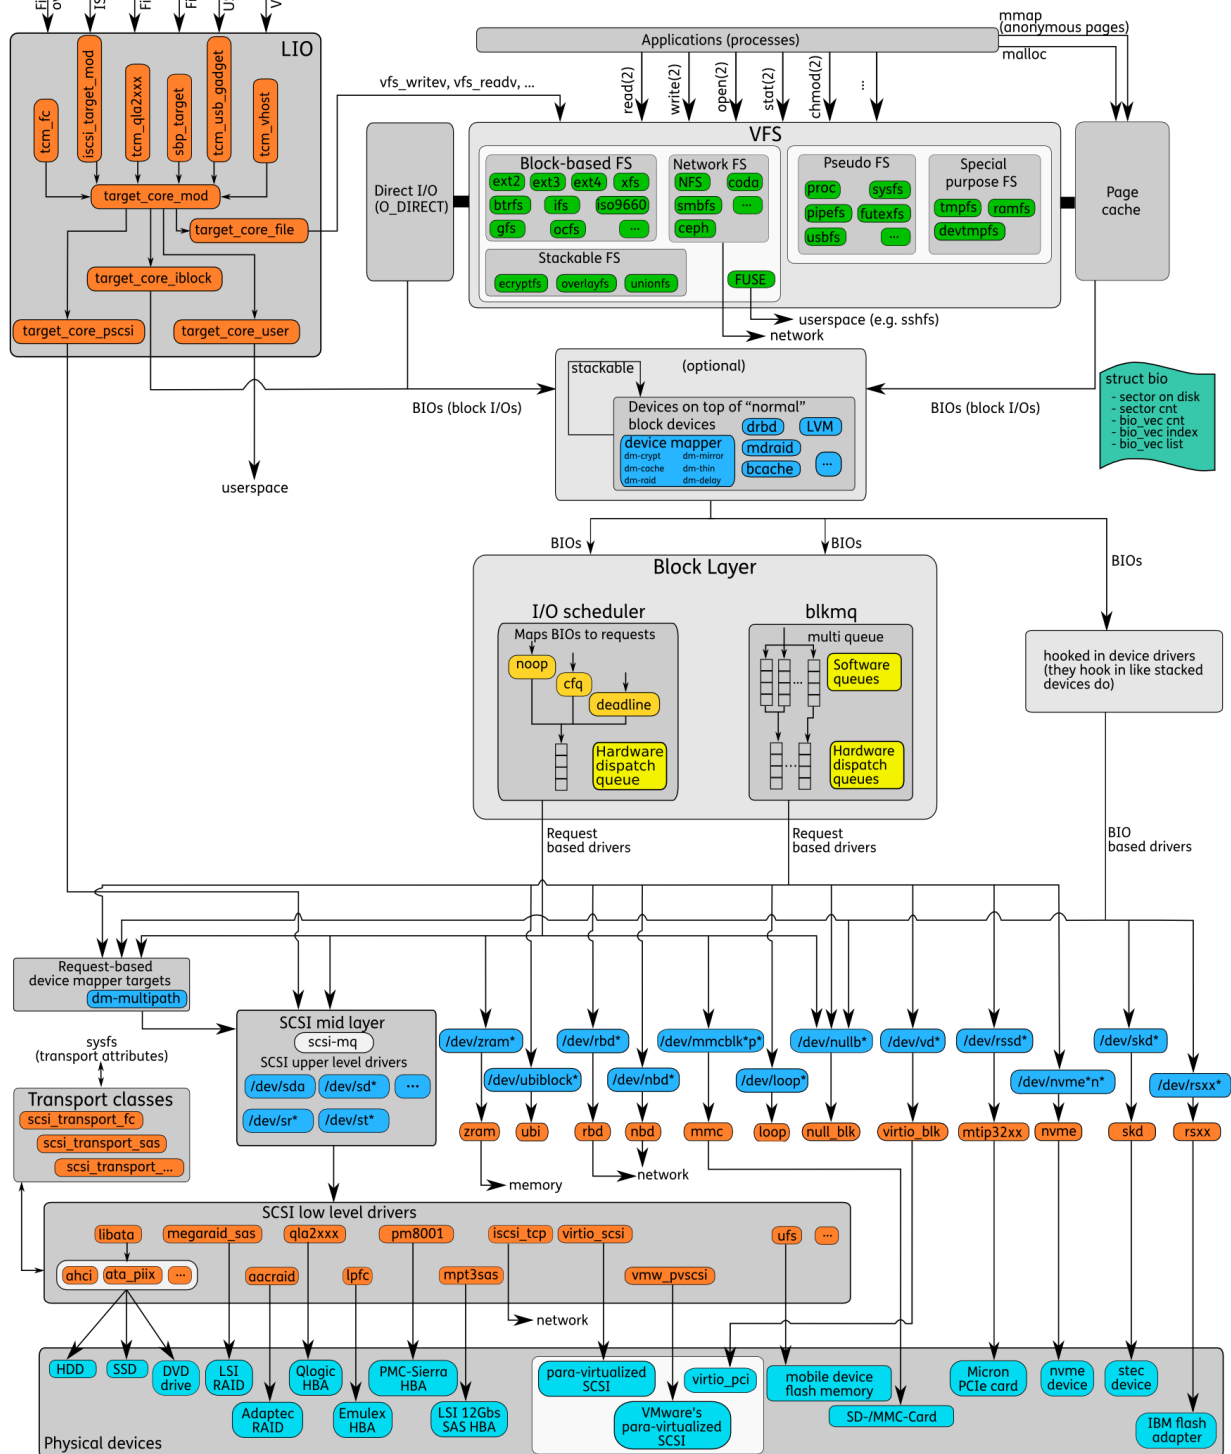 LIO
tcm_fc
iscsi_target_mod
tcm_qla2xxx
sbp_target
tcm_usb_gadget
tcm_vhost
target_core_mod
target_core_file
target_core_iblock
target_core_pscsi
target_core_user
userspace
vfs_writev, vfs_readv, ...
Applications (processes)
mmap
(anonymous pages)
malloc
read(2)
write(2)
open(2)
stat(2)
chmod(2)
...
Direct I/O
(O_DIRECT)
VFS
Block-based FS
ext2 ext3 ext4 xfs
btrfs ifs iso9660
gfs ocfs ...
Network FS
NFS coda
smbfs ...
ceph
Stackable FS
ecryptfs overlayfs unionfs
FUSE
Pseudo FS
proc sysfs
pipefs futexfs
usbfs ...
Special
purpose FS
tmpfs ramfs
devtmpfs
Page
cache
userspace (e.g. sshfs)
network
(optional)
stackable
Devices on top of “normal”
block devices
device mapper
dm-crypt dm-mirror
dm-cache dm-thin
dm-raid dm-delay
drbd LVM
mdraid
bcache ...
BIOs (block I/Os)
BIOs (block I/Os)
struct bio
- sector on disk
- sector cnt
- bio_vec cnt
- bio_vec index
- bio_vec list
BIOs
BIOs
BIOs
Block Layer
I/O scheduler
Maps BIOs to requests
noop
cfq
deadline
Hardware
dispatch
queue
blkmq
multi queue
...
Software
queues
...
Hardware
dispatch
queues
hooked in device drivers
(they hook in like stacked
devices do)
Request
based drivers
Request
based drivers
BIO
based drivers
Request-based
device mapper targets
dm-multipath
sysfs
(transport attributes)
Transport classes
scsi_transport_fc
scsi_transport_sas
scsi_transport_...
SCSI mid layer
scsi-mq
SCSI upper level drivers
/dev/sda /dev/sd* ...
/dev/sr* /dev/st*
/dev/zram* /dev/rbd* /dev/mmcblk*p* /dev/nullb* /dev/vd* /dev/rssd* /dev/skd*
/dev/ubiblock* /dev/nbd* /dev/loop* /dev/nvme*n* /dev/rsxx*
zram ubi rbd nbd mmc loop null_blk virtio_blk mtip32xx nvme skd rsxx
memory
network
SCSI low level drivers
libata megaraid_sas qla2xxx pm8001 iscsi_tcp virtio_scsi ufs ...
ahci ata_piix ... aacraid lpfc mpt3sas vmw_pvscsi
network
HDD
SSD
DVD
drive
LSI
RAID
Adaptec
RAID
Qlogic
HBA
Emulex
HBA
PMC-Sierra
HBA
LSI 12Gbs
SAS HBA
para-virtualized
SCSI
VMware's
para-virtualized
SCSI
virtio_pci
mobile device
flash memory
SD-/MMC-Card
Micron
PCIe card
nvme
device
stec
device
IBM flash
adapter
Physical devices